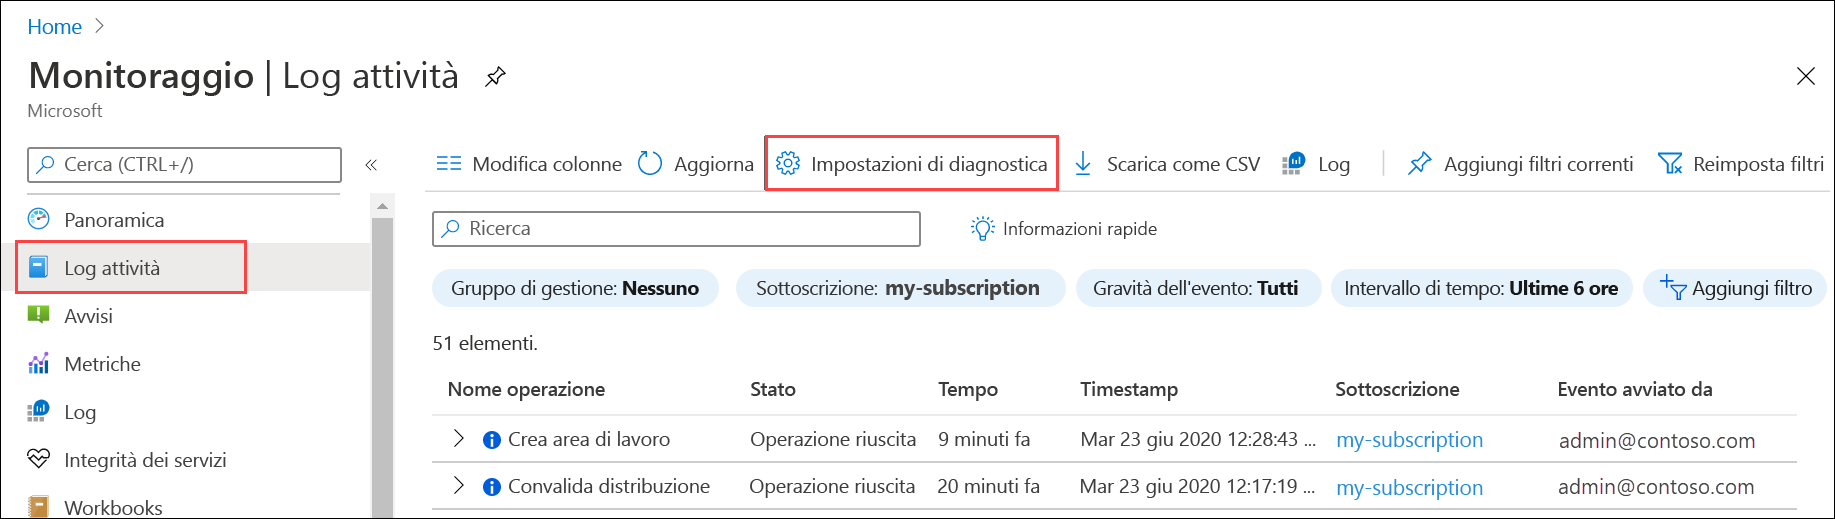 Home
Monitoraggio | Log attività
Microsoft
Cerca (CTRL+/)
Panoramica
Log attività
Avvisi
Metriche
Log
Integrità dei servizi
Workbooks
Modifica colonne Aggiorna Impostazioni di diagnostica Scarica come CSV Log Aggiungi filtri correnti Reimposta filtri
Ricerca Informazioni rapide
Gruppo di gestione: Nessuno Sottoscrizione: my-subscription Gravità dell'evento: Tutti Intervallo di tempo: Ultime 6 ore Aggiungi filtro
51 elementi.
Nome operazione Stato Tempo Timestamp Sottoscrizione Evento avviato da
Crea area di lavoro Operazione riuscita 9 minuti fa Mar 23 giu 2020 12:28:43 ... my-subscription admin@contoso.com
Convalida distribuzione Operazione riuscita 20 minuti fa Mar 23 giu 2020 12:17:19 ... my-subscription admin@contoso.com